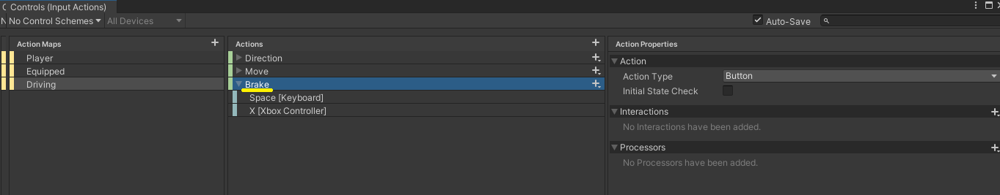 C Controls (Input Actions)
N No Control Schemes All Devices Auto-Save
Action Maps Actions Action Properties
Player Direction Action
Equipped Move Action Type Button
Driving Brake Initial State Check
Space [Keyboard]
X [Xbox Controller] Interactions
No Interactions have been added.
Processors
No Processors have been added.